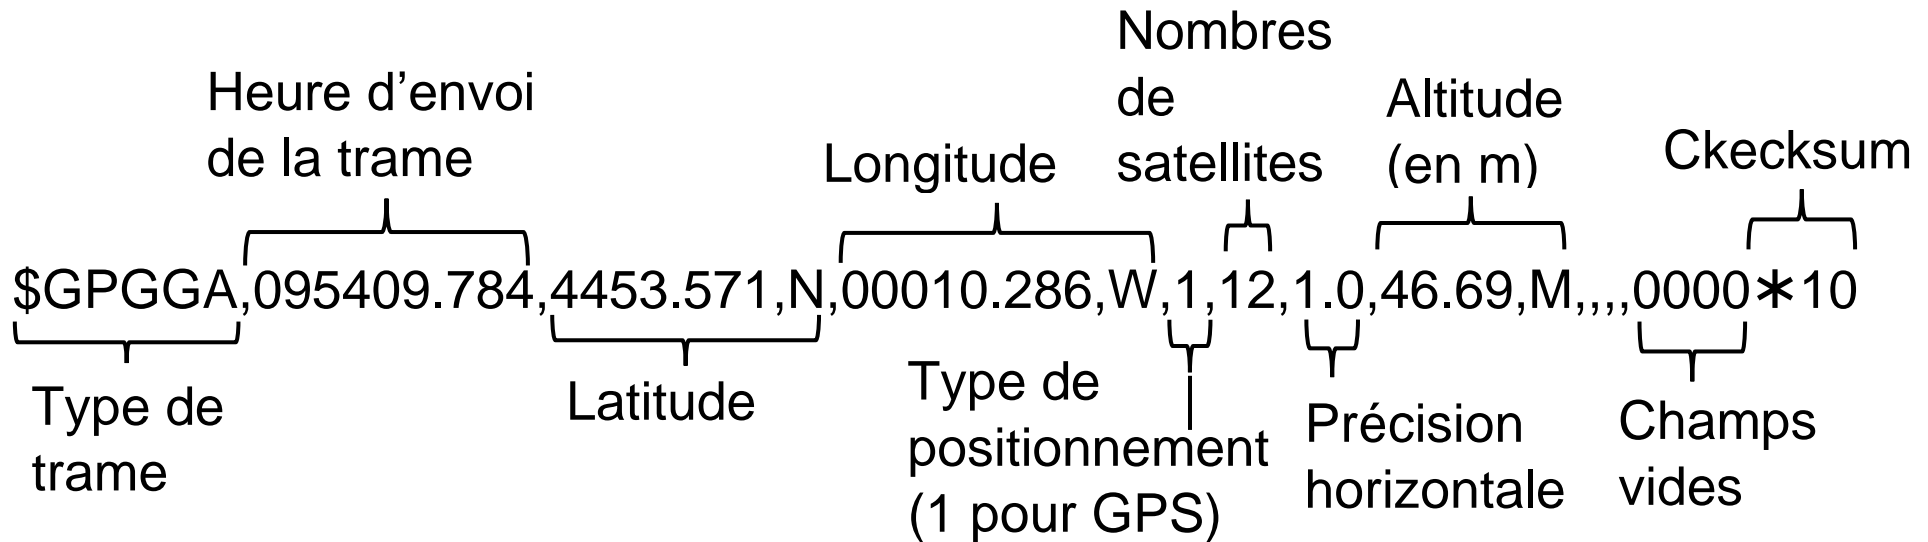 Heure d’envoi
de la trame
Longitude
Nombres
de
satellites
Altitude
(en m)
Ckecksum
$GPGGA,095409.784,4453.571,N,00010.286,W,1,12,1.0,46.69,M,,,,0000*10
Type de
trame
Latitude
Type de
positionnement
(1 pour GPS)
Précision
horizontale
Champs
vides